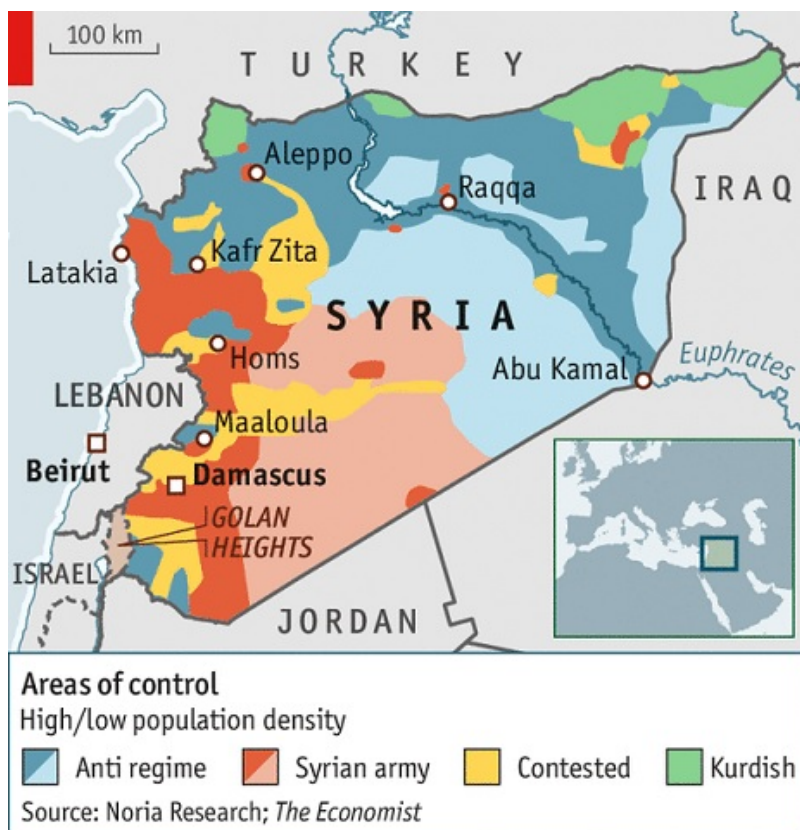 100 km
TURKEY
Aleppo
Raqqa
IRAQ
Kafr Zita
Latakia
SYRIA
Homs
Abu Kamal
Euphrates
LEBANON
Maaloula
Beirut
Damascus
GOLAN
HEIGHTS
ISRAEL
JORDAN
Areas of control
High/low population density
Anti regime Syrian army Contested Kurdish
Source: Noria Research; The Economist